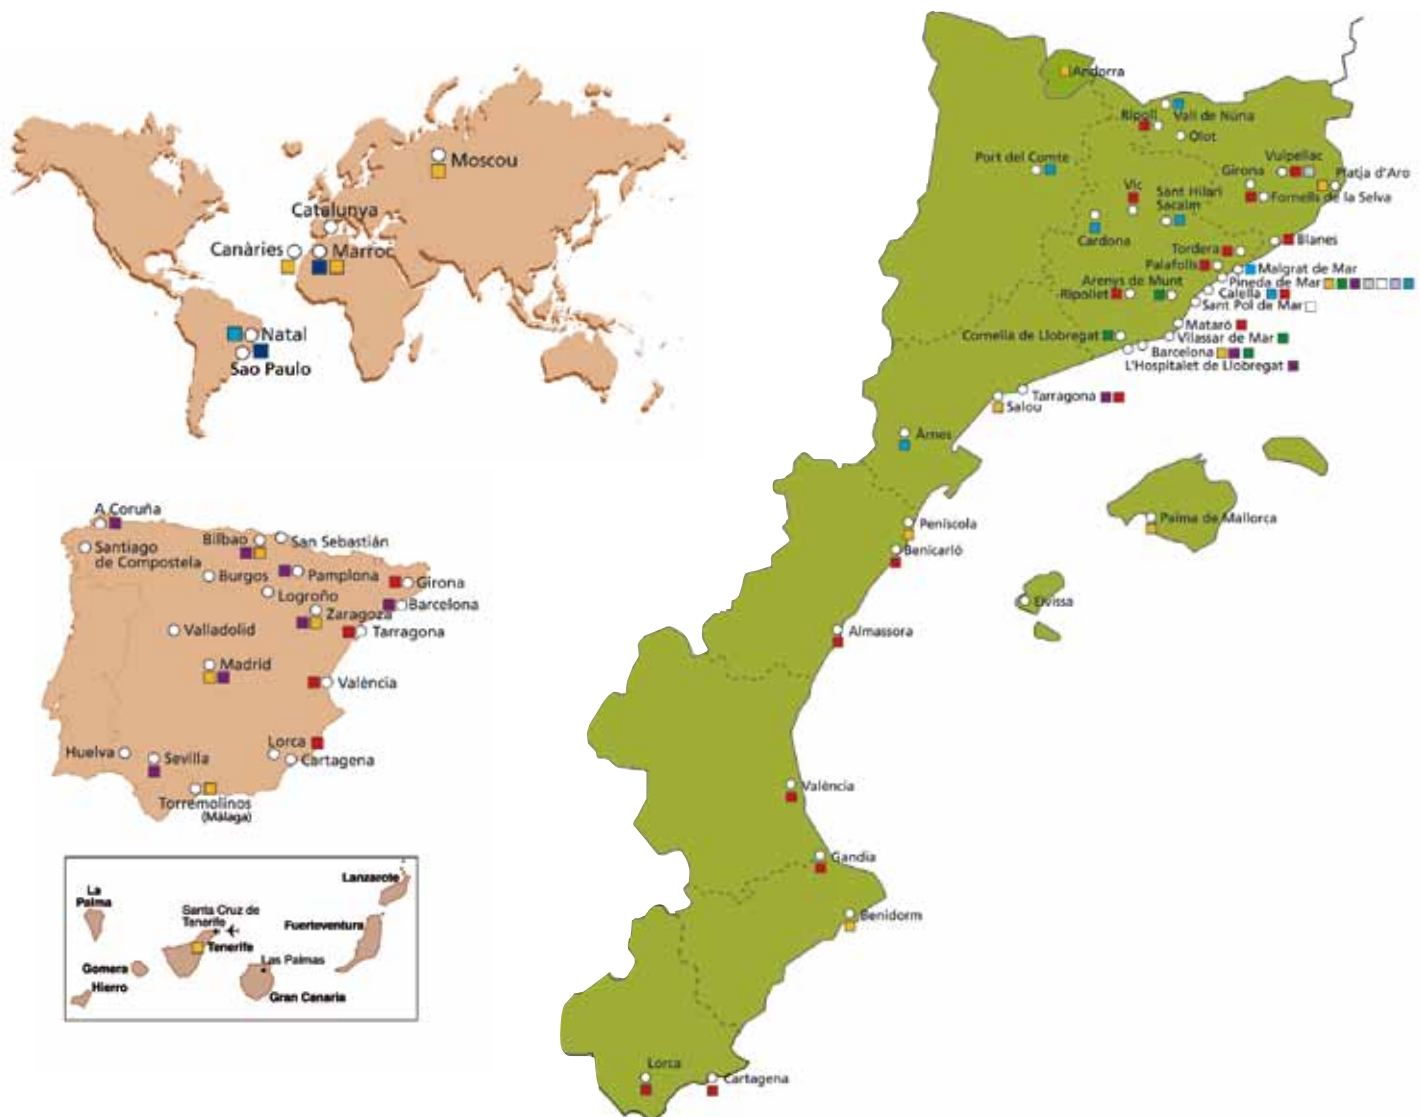 Moscou
Catalunya
Canàries
Marroc
Natal
Sao Paulo
A Coruña
Santiago
de Compostela
Bilbao
San Sebastián
Burgos
Pamplona
Logroño
Girona
Barcelona
Zaragoza
Valladolid
Tarragona
Madrid
València
Lorca
Huelva
Sevilla
Cartagena
Torremolinos
(Màlaga)
La
Palma
Santa Cruz de
Tenerife
Tenerife
Gomera
Hierro
Las Palmas
Gran Canaria
Fuerteventura
Lanzarote
Andorra
Ripoll
Vall de Núria
Olot
Port del Comte
Vic
Sant Hilari
Sacalm
Girona
Vulpellac
Platja d'Aro
Fornells de la Selva
Cardona
Tordera
Blanes
Palafolls
Malgrat de Mar
Arenys de Munt
Pineda de Mar
Ripollet
Calella
Sant Pol de Mar
Mataró
Cornella de Llobregat
Vilassar de Mar
Barcelona
L'Hospitalet de Llobregat
Tarragona
Salou
Àrnes
Peníscola
Benicarló
Palma de Mallorca
Eivissa
Almassora
València
Gandia
Benidorm
Lorca
Cartagena